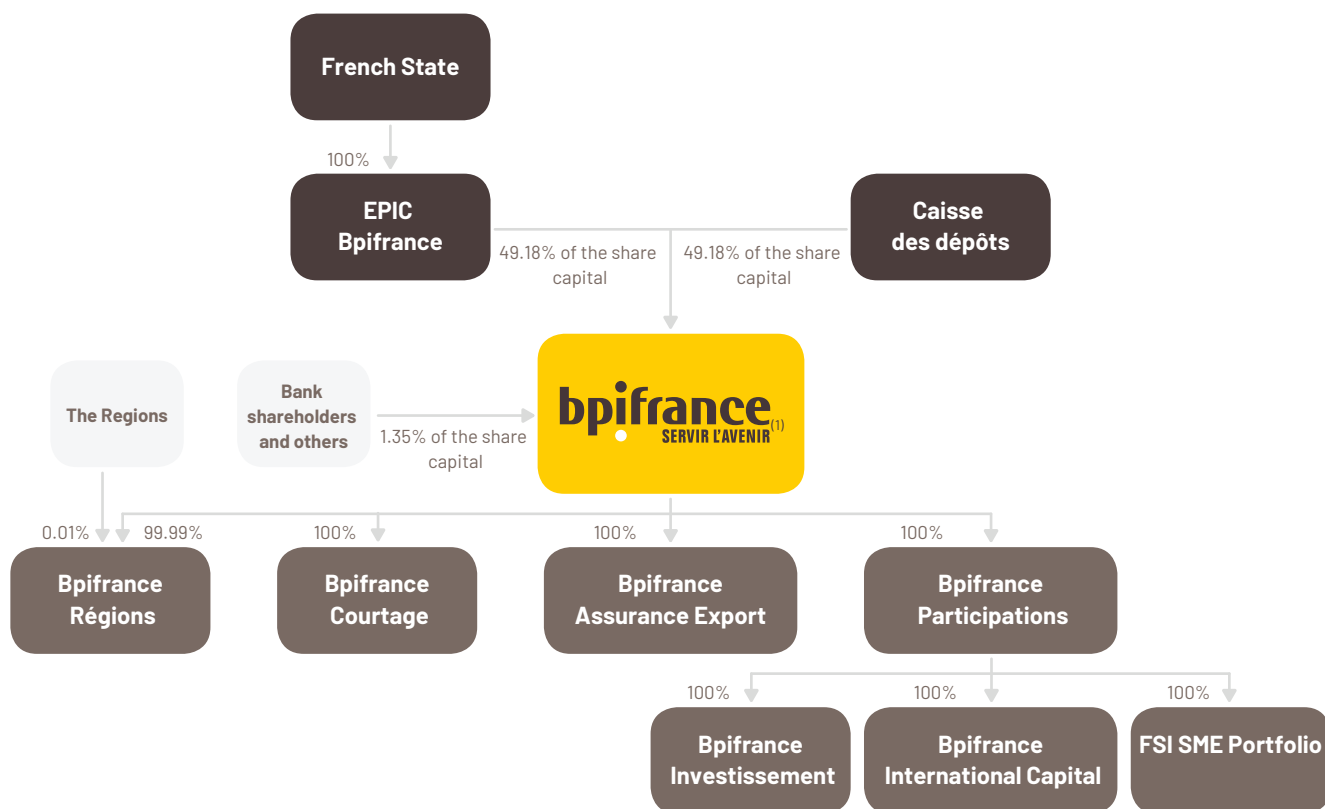 French State
100%
EPIC
Bpifrance
Caisse
des dépôts
49.18% of the share
capital
49.18% of the share
capital
The Regions
Bank
shareholders
and others
1.35% of the share
capital
bpifrance
SERVIR L'AVENIR(1)
0.01%
99.99%
100%
100%
100%
Bpifrance
Régions
Bpifrance
Courtage
Bpifrance
Assurance Export
Bpifrance
Participations
100%
100%
100%
Bpifrance
Investissement
Bpifrance
International Capital
FSI SME Portfolio